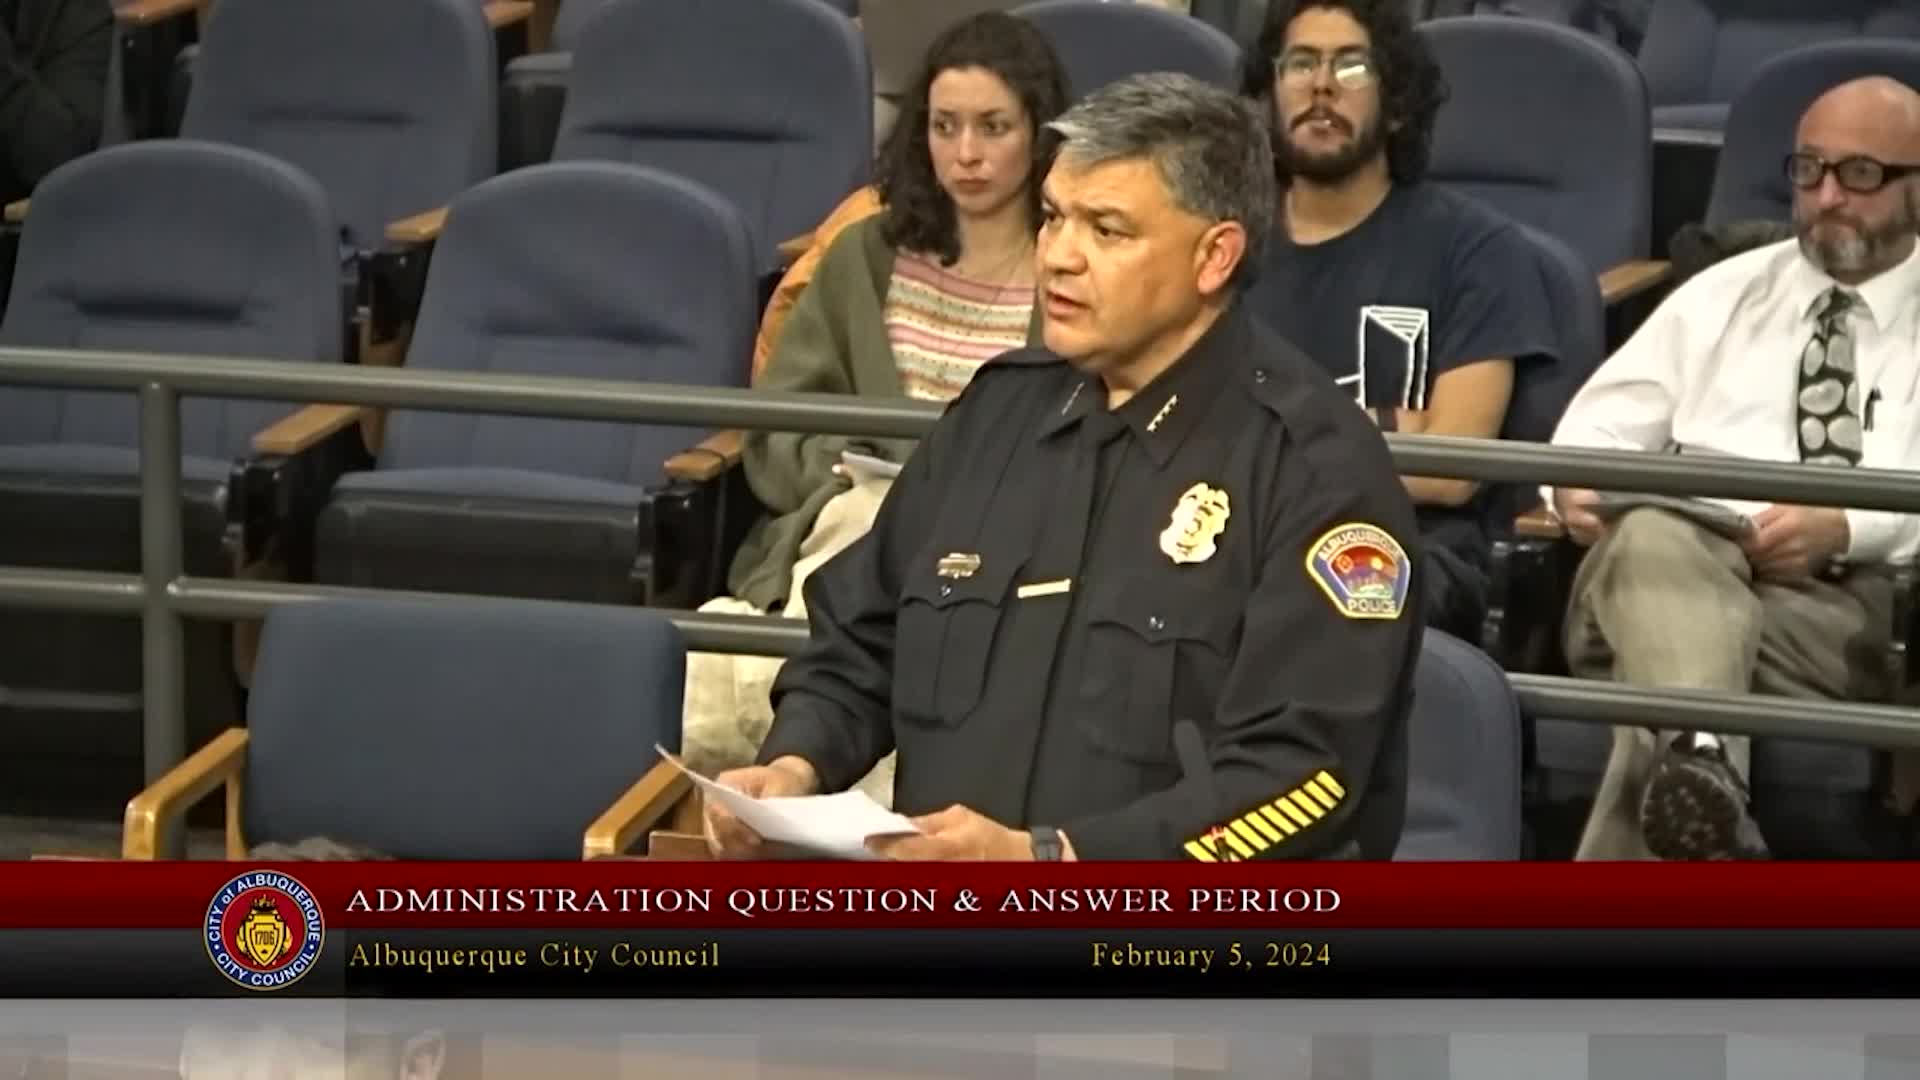 ALBUQUERQUE
POLICE
ADMINISTRATION QUESTION & ANSWER PERIOD
CITY of ALBUQUERQUE
1706
CITY COUNCIL
Albuquerque City Council February 5, 2024